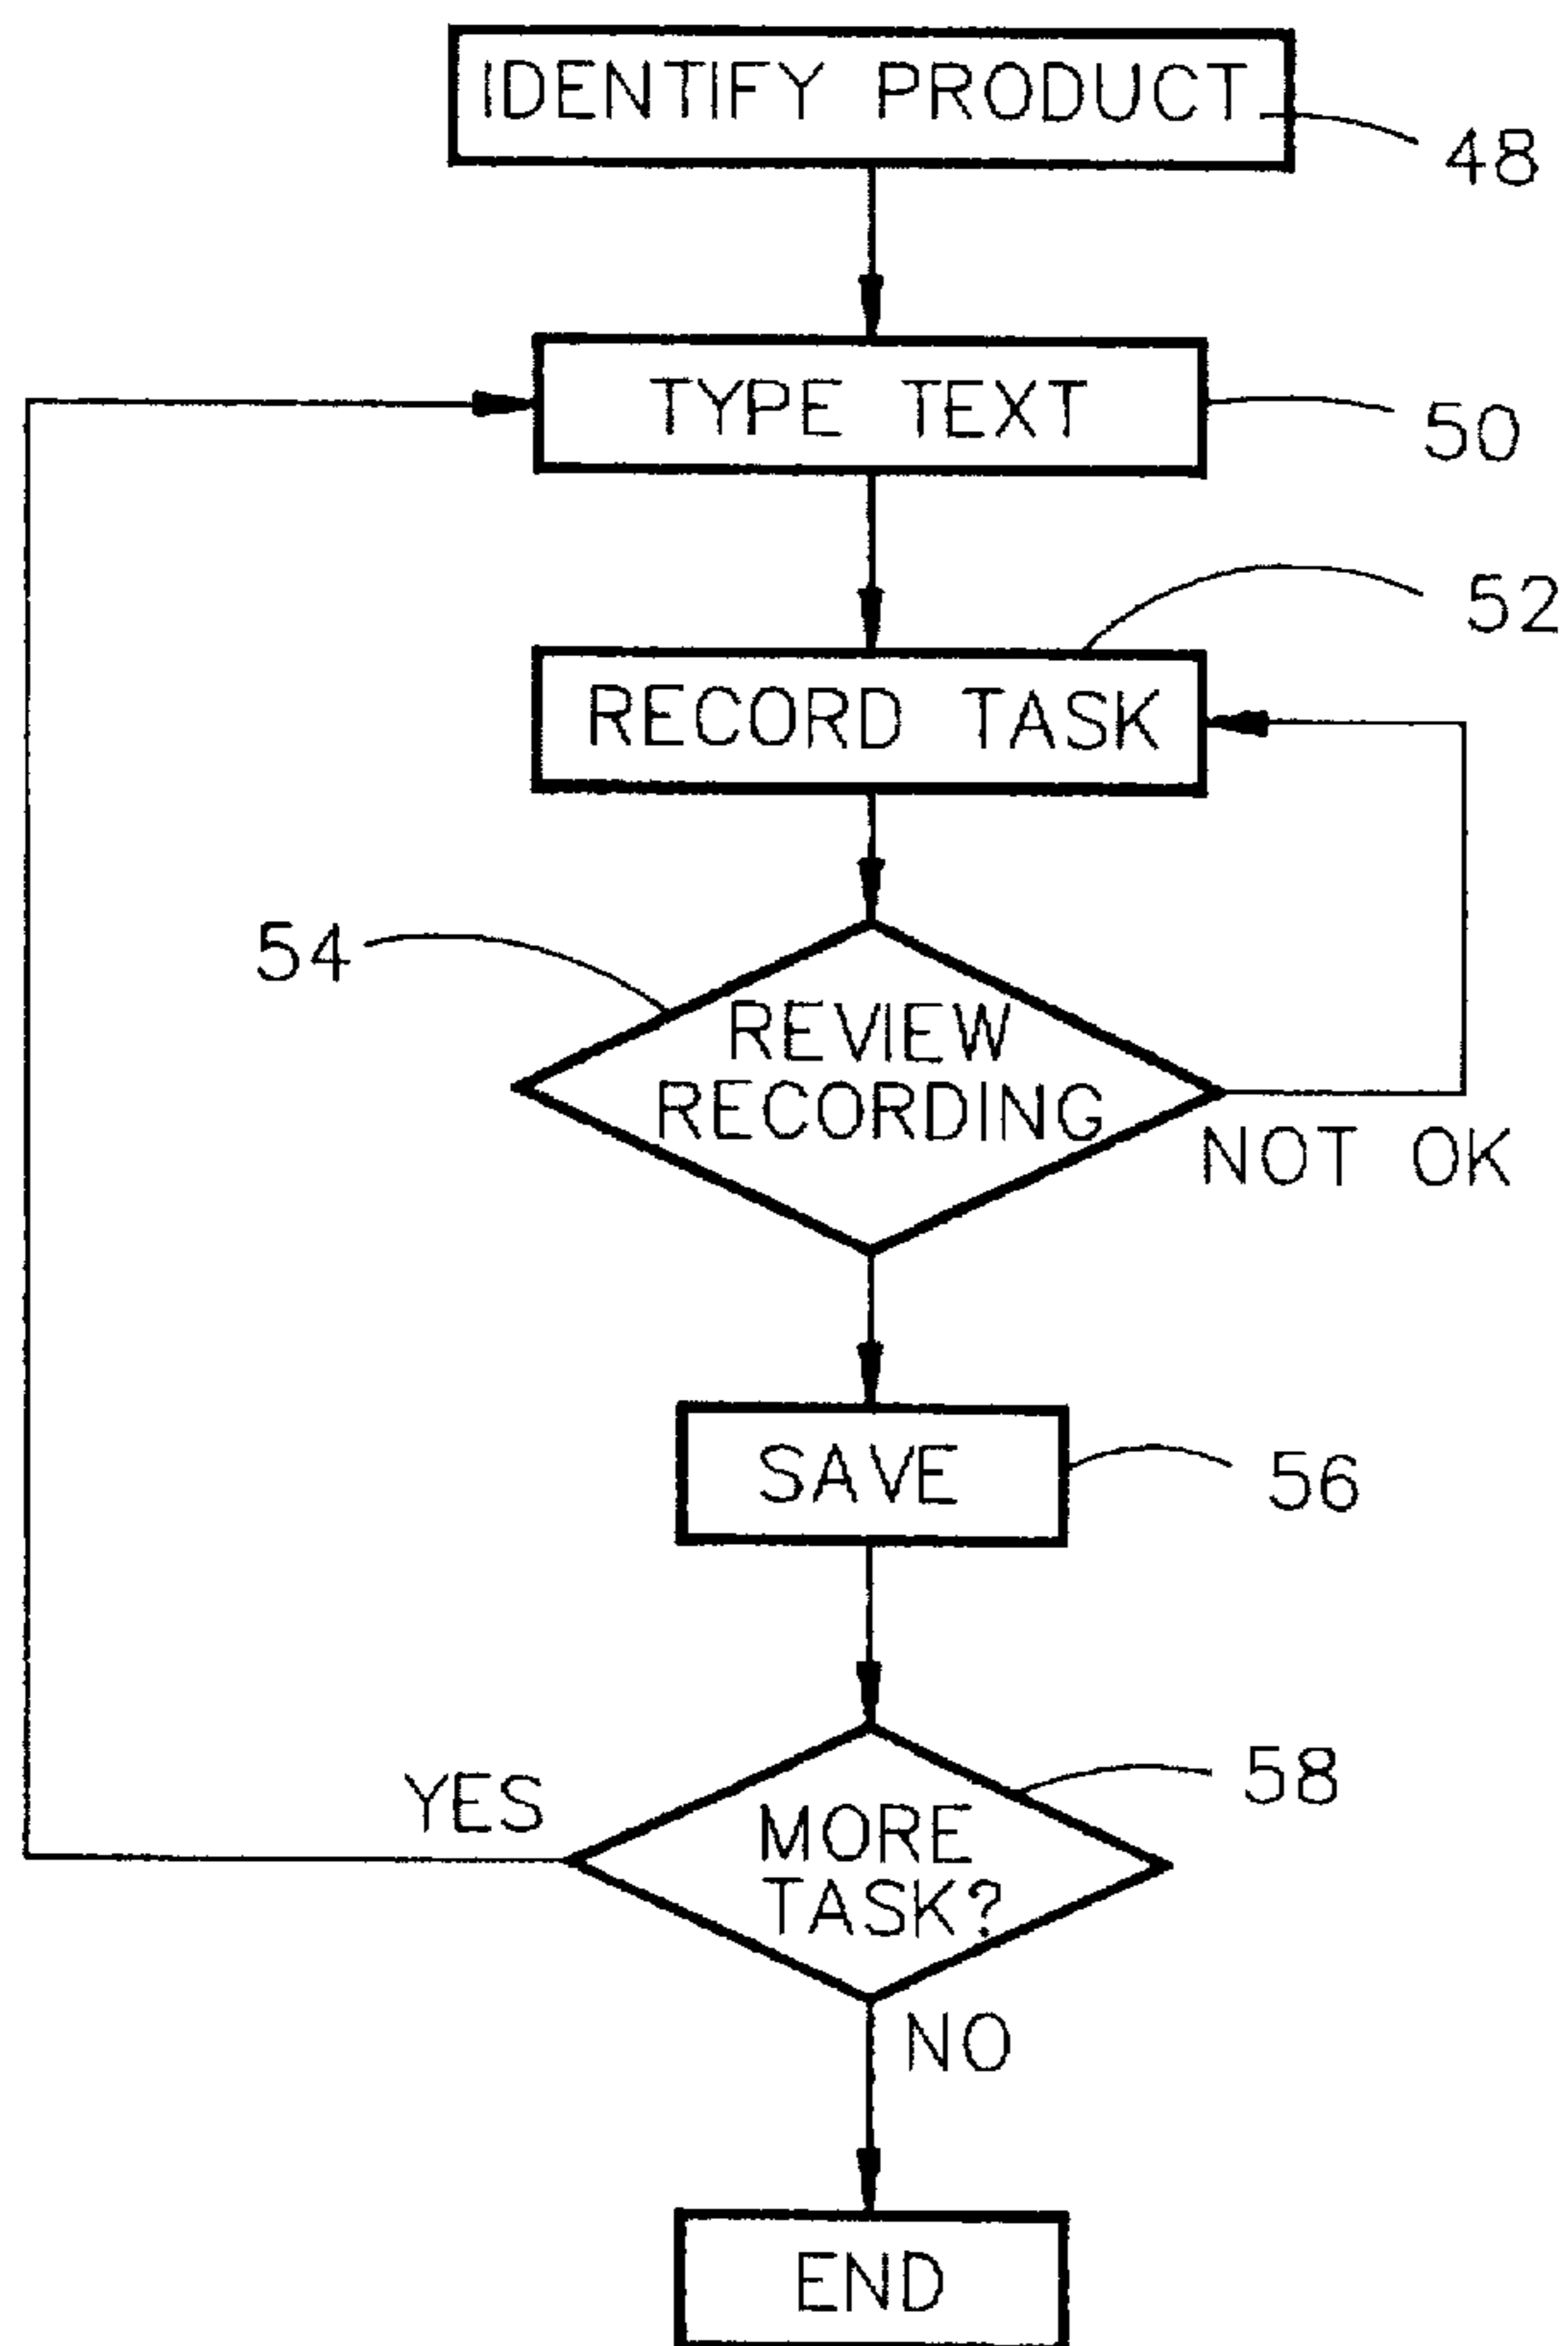 IDENTIFY PRODUCT
48
TYPE TEXT
50
52
RECORD TASK
54
REVIEW
RECORDING
NOT OK
SAVE
56
YES
58
MORE
TASK?
NO
END